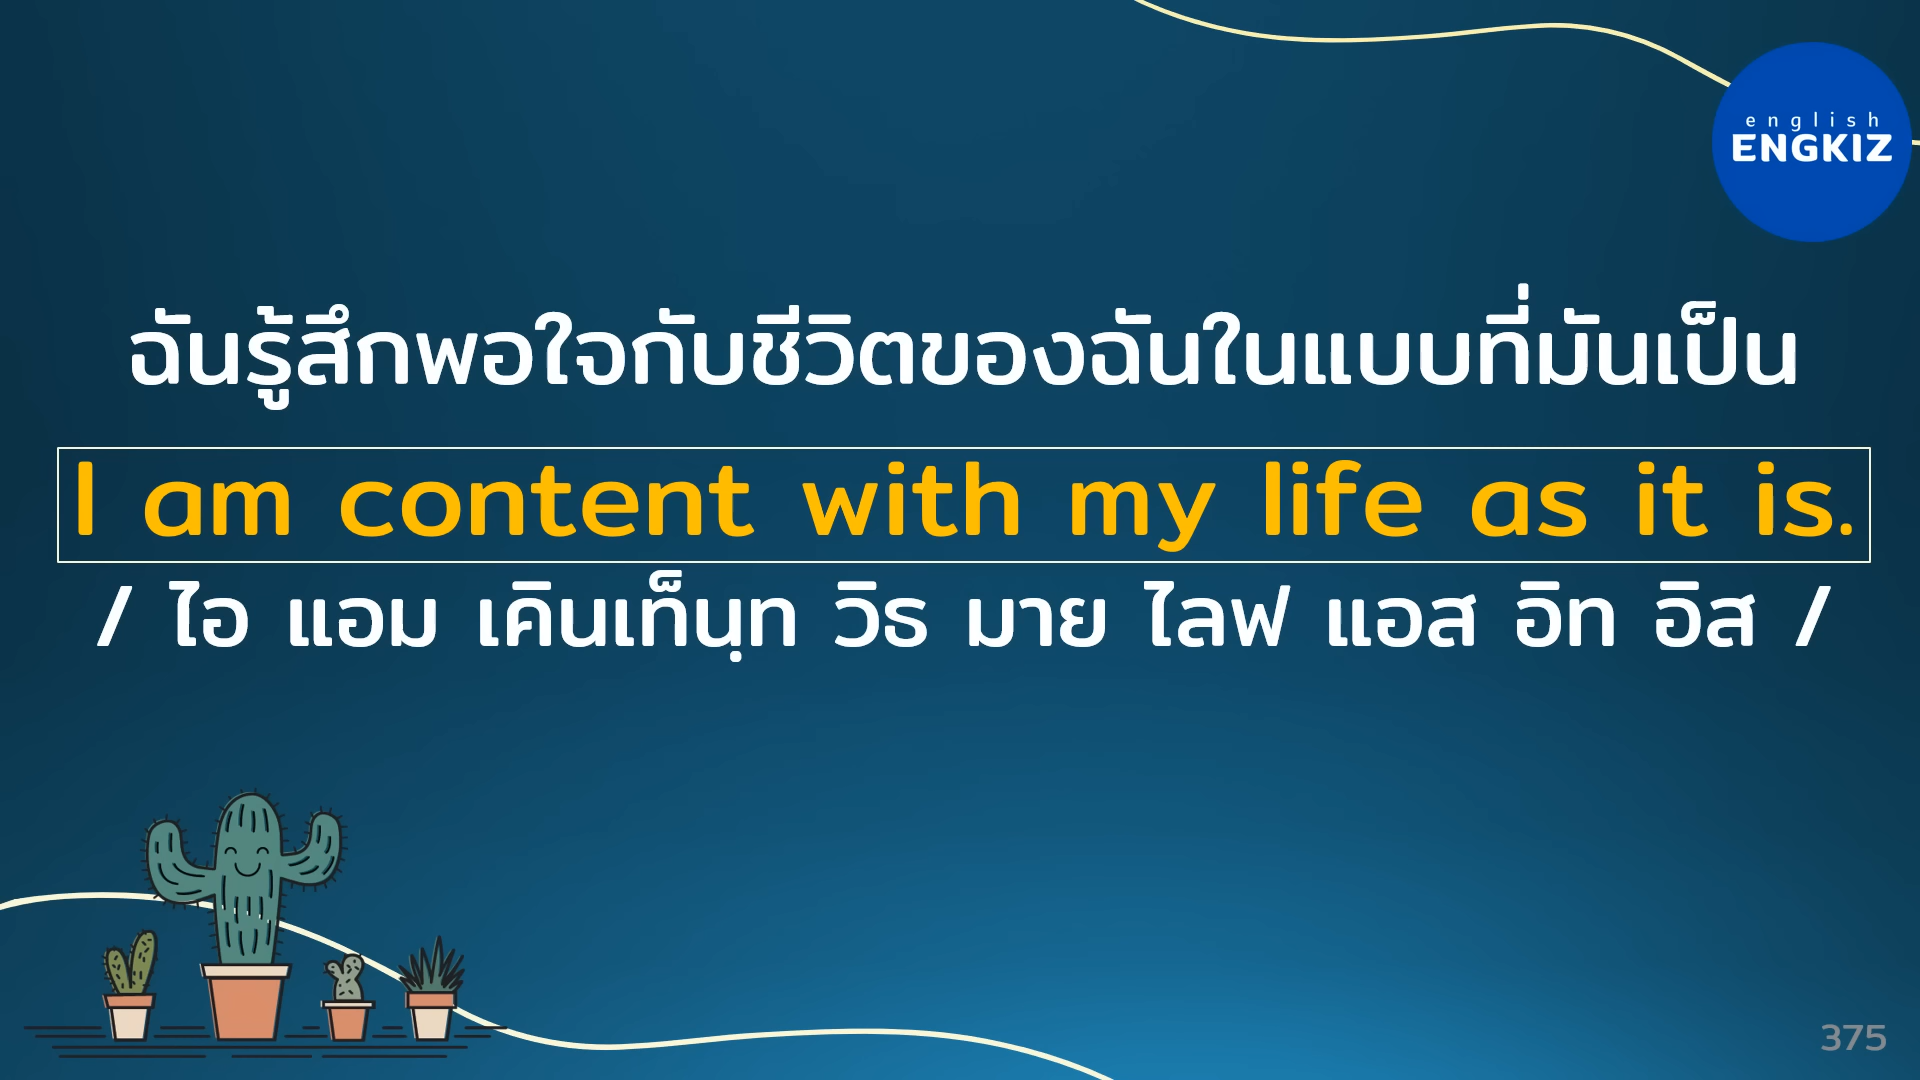 english
ENGKIZ
ฉันรู้สึกพอใจกับชีวิตของฉันในแบบที่มันเป็น
I am content with my life as it is.
/ ไอ แอม เคินเท็นฺท วิธ มาย ไลฟ แอส อิท อิส /
375